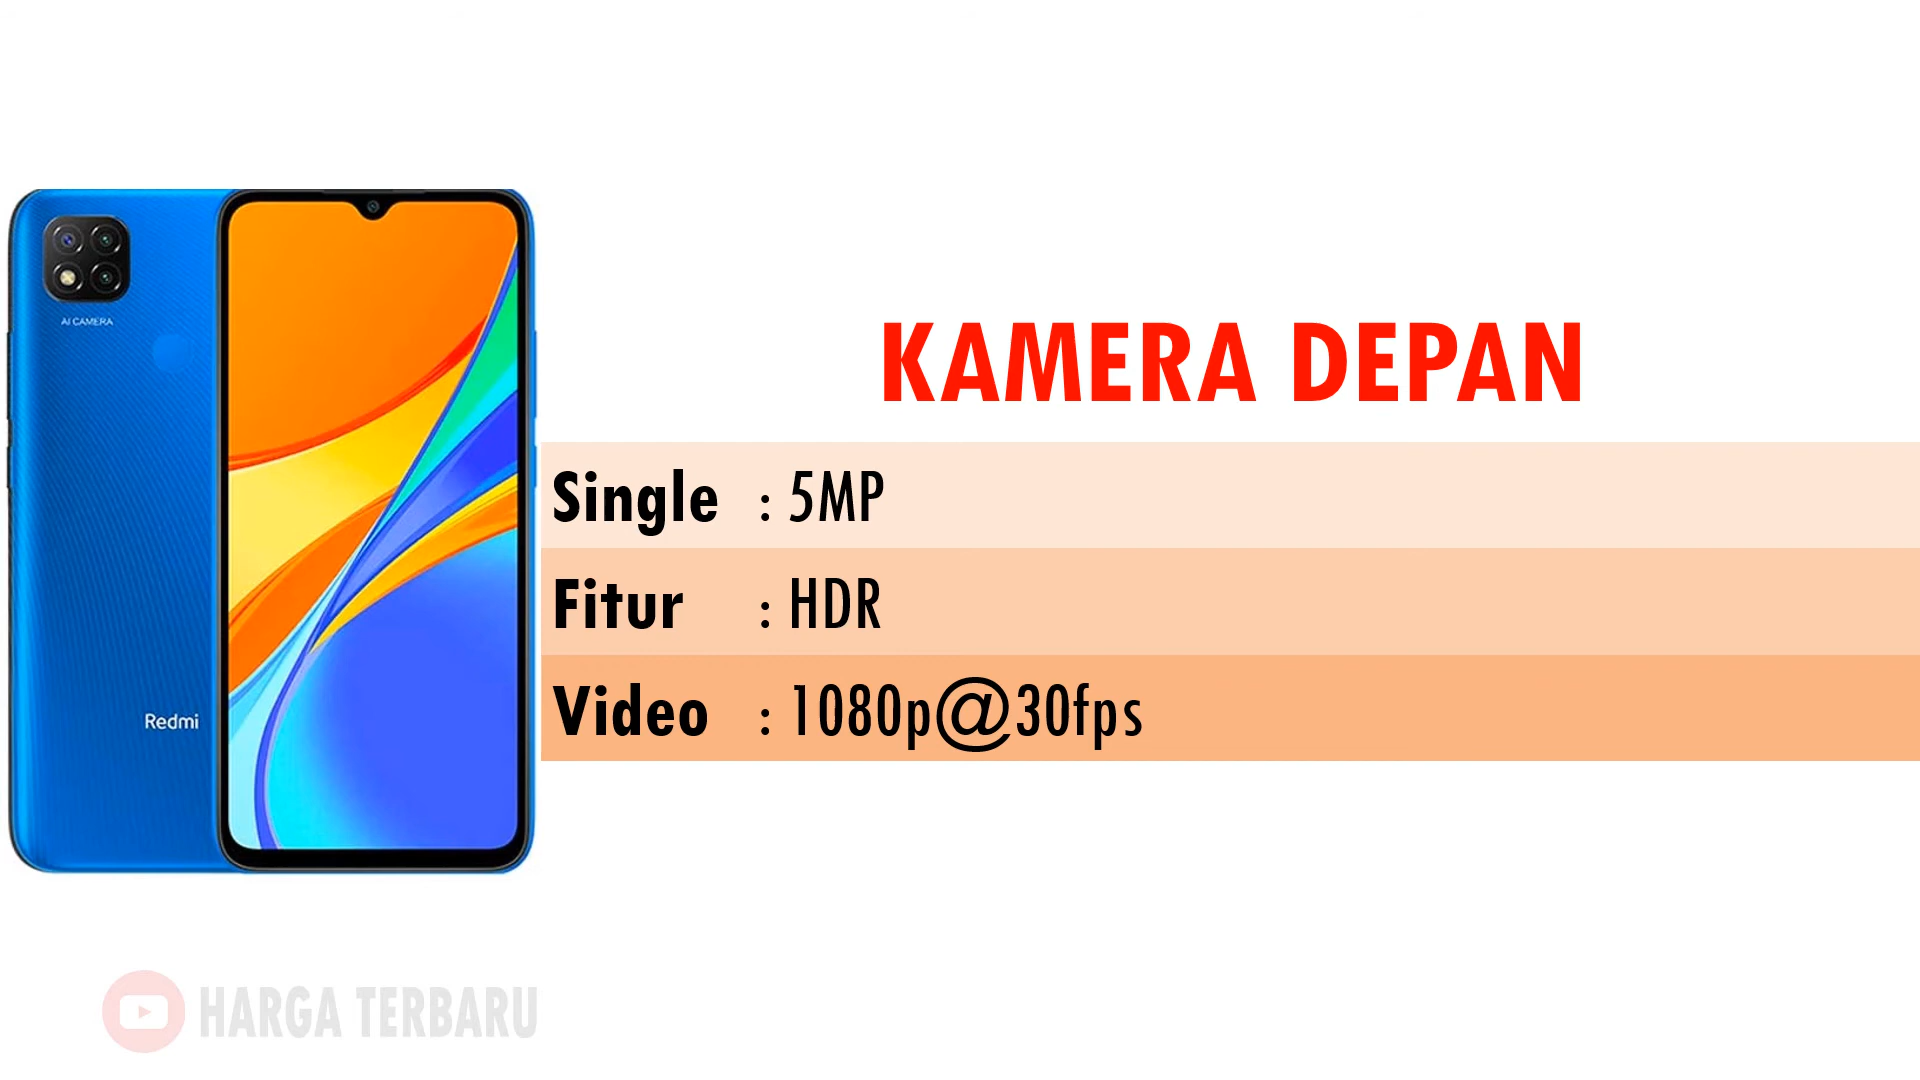 AI CAMERA
Redmi
KAMERA DEPAN
Single : 5MP
Fitur : HDR
Video : 1080p@30fps
HARGA TERBARU